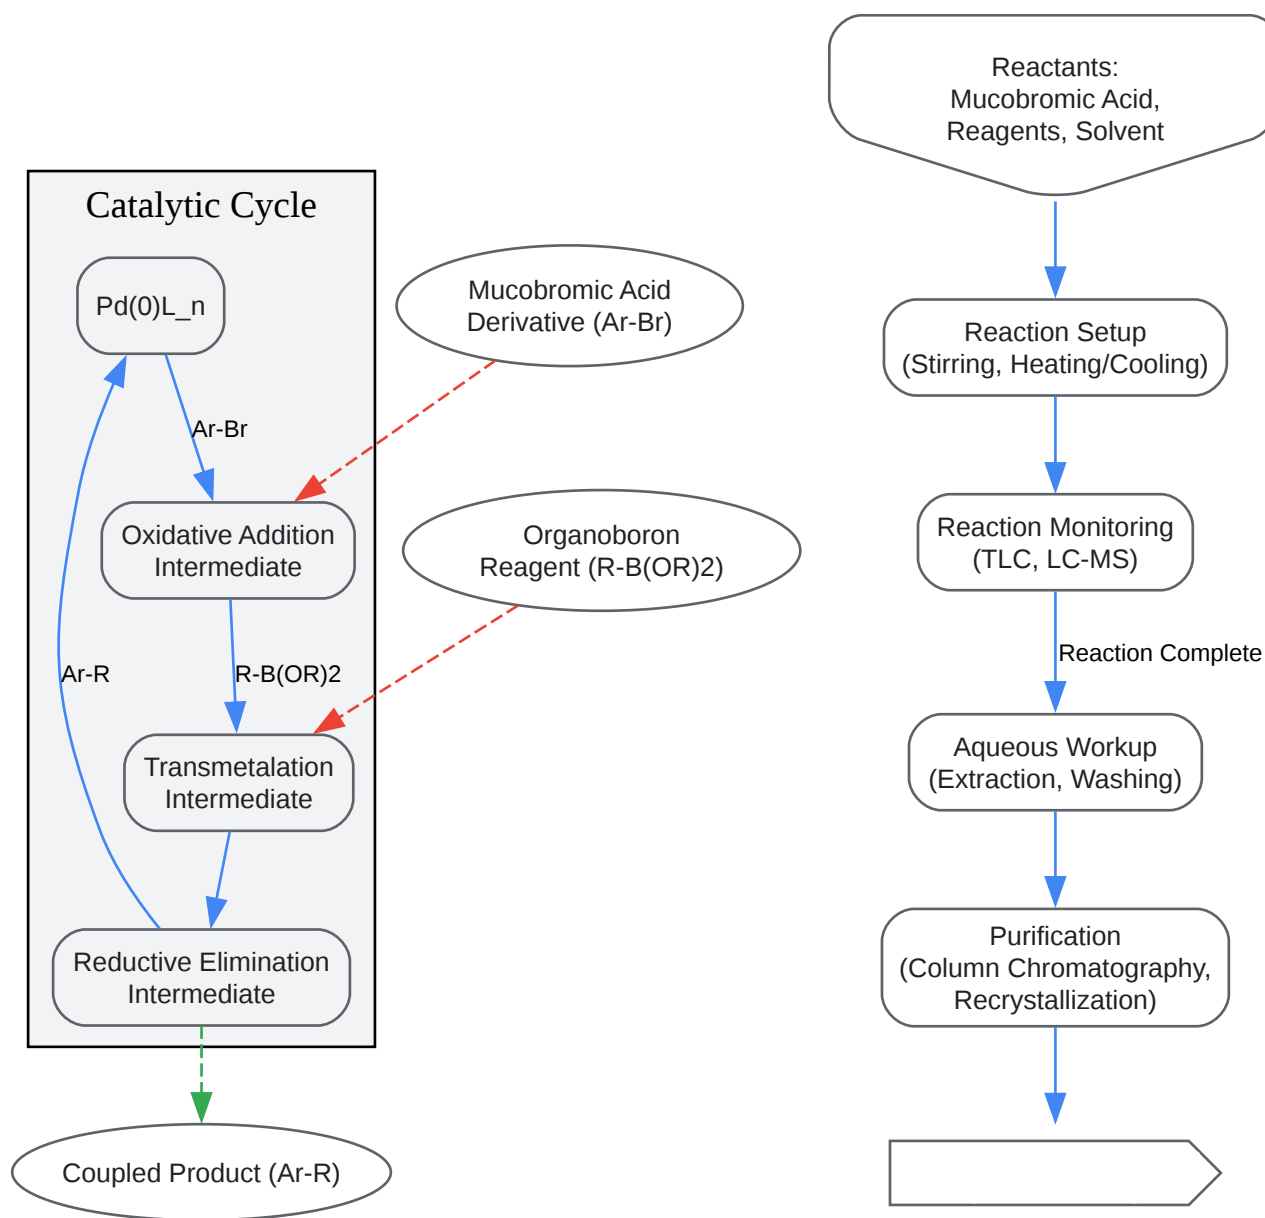 Catalytic Cycle
Pd(0)L_n
Ar-Br
Oxidative Addition
Intermediate
R-B(OR)2
Ar-R
Transmetalation
Intermediate
Reductive Elimination
Intermediate
Coupled Product (Ar-R)
Mucobromic Acid
Derivative (Ar-Br)
Organoboron
Reagent (R-B(OR)2)
Reactants:
Mucobromic Acid,
Reagents, Solvent
Reaction Setup
(Stirring, Heating/Cooling)
Reaction Monitoring
(TLC, LC-MS)
Reaction Complete
Aqueous Workup
(Extraction, Washing)
Purification
(Column Chromatography,
Recrystallization)